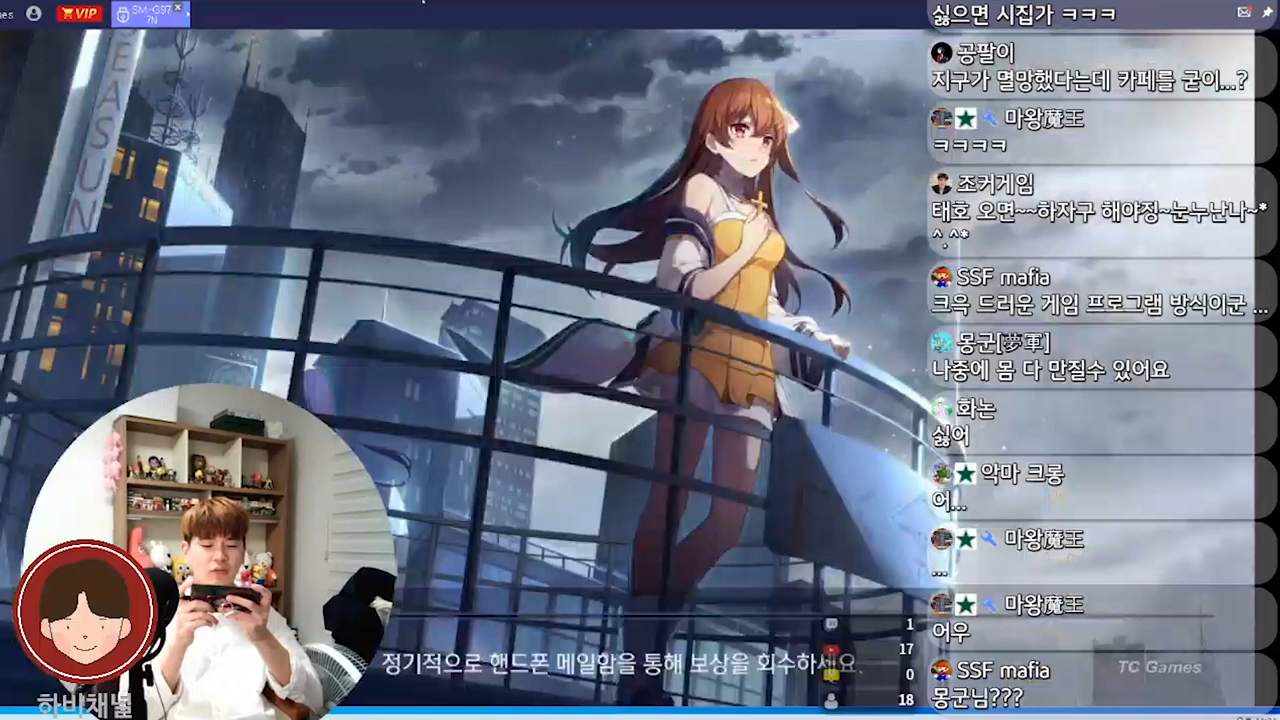 es
VIP
SM-G97
7N
EASUN
싫으면 시집가 ㅋㅋㅋ
공팔이
지구가 멸망했다는데 카페를 굳이...?
마왕魔王
ㅋㅋㅋㅋ
조커게임
태호 오면~~하자구 해야징~눈누난나~*
^.^*
SSF mafia
크윽 드러운 게임 프로그램 방식이군 ...
몽군[夢軍]
나중에 몸 다 만질수 있어요
화논
싫어
악마 크롱
어...
마왕魔王
...
마왕魔王
어우
SSF mafia
몽군님???
1
17
0
18
정기적으로 핸드폰 메일함을 통해 보상을 회수하세요.
TC Games
하비채널